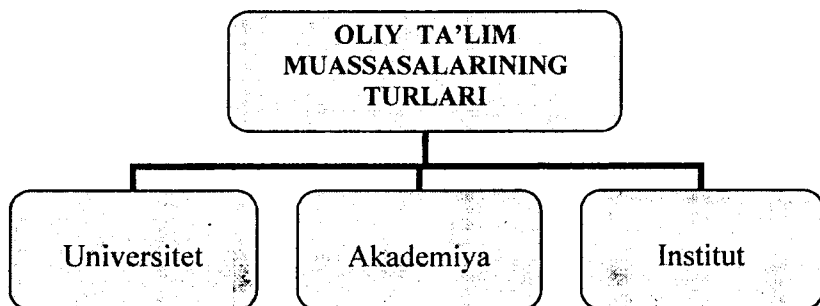 OLIY TA’LIM
MUASSASALARINING
TURLARI
Universitet
Akademiya
Institut